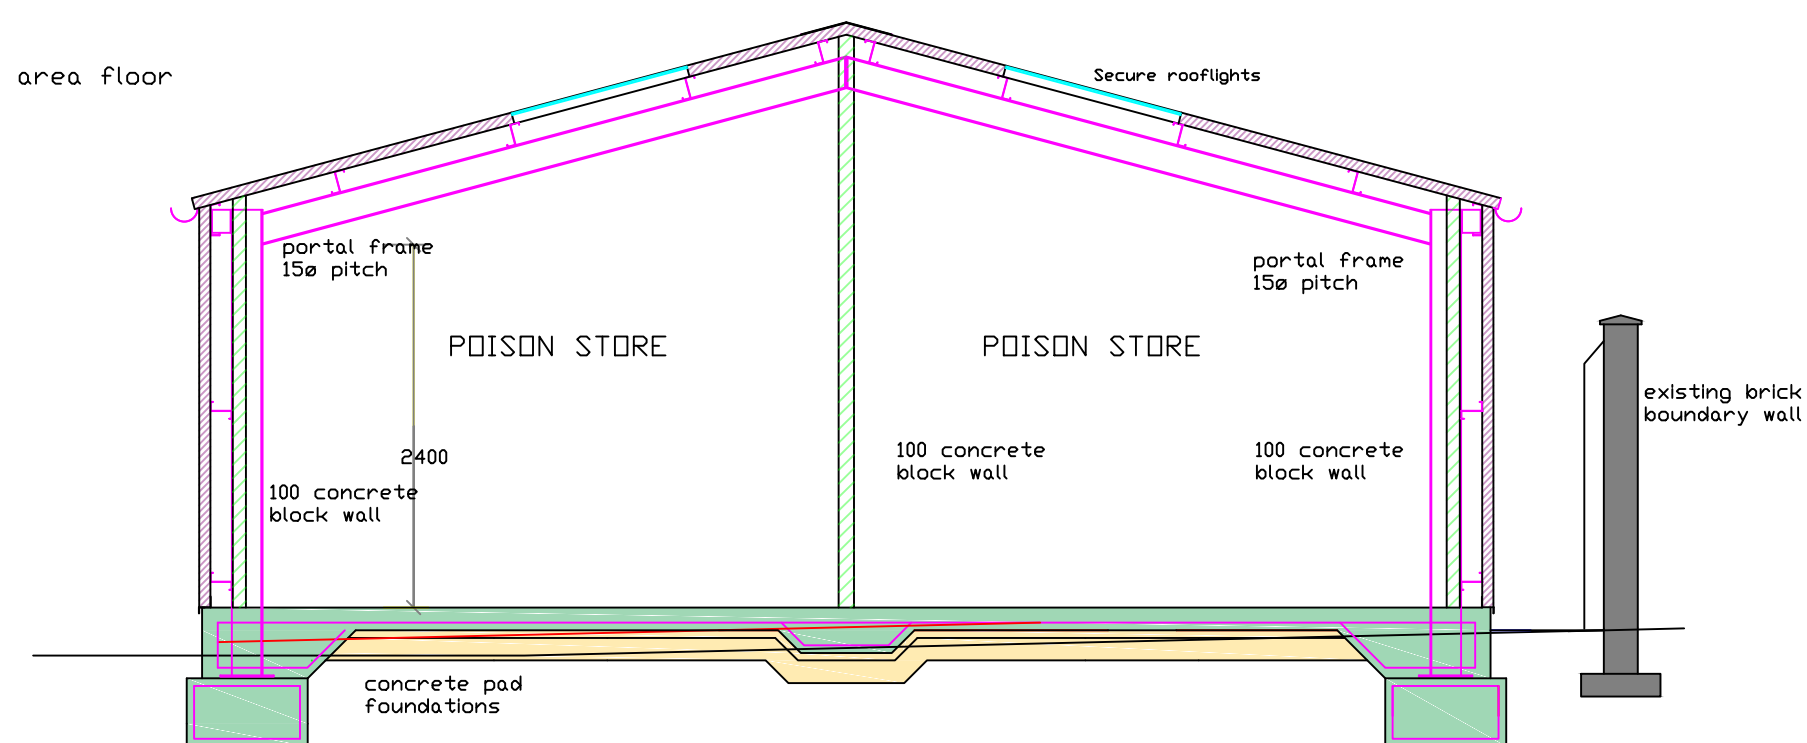 area floor
Secure rooflights
portal frame
15ø pitch
portal frame
15ø pitch
POISON STORE
POISON STORE
existing brick
boundary wall
2400
100 concrete
block wall
100 concrete
block wall
100 concrete
block wall
concrete pad
foundations